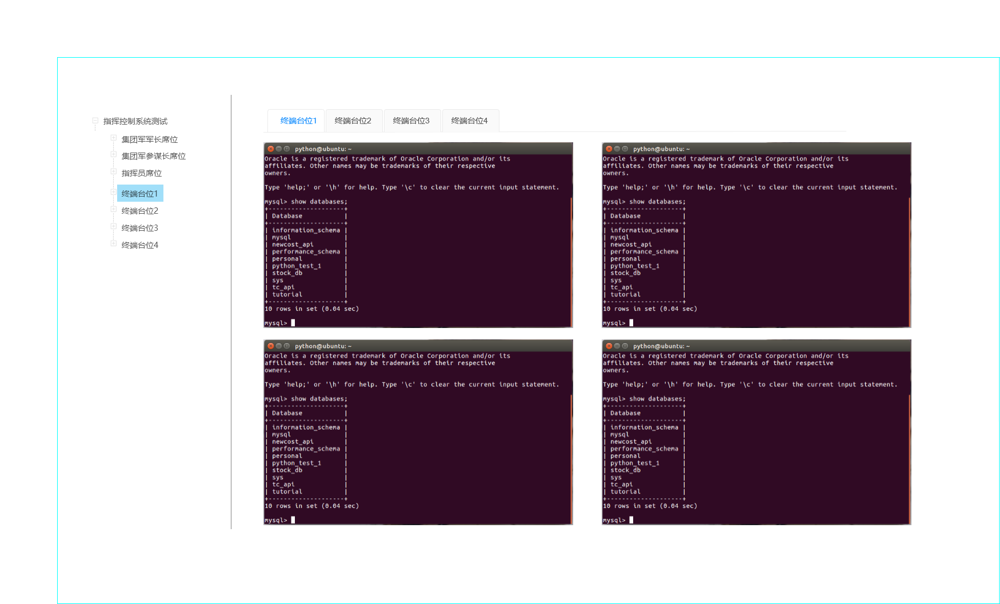 指挥控制系统测试
集团军军长席位
集团军参谋长席位
指挥员席位
终端台位1
终端台位2
终端台位3
终端台位4
终端台位1
终端台位2
终端台位3
终端台位4
python@ubuntu: ~
Oracle is a registered trademark of Oracle Corporation and/or its
affiliates. Other names may be trademarks of their respective
owners.
Type 'help;' or '\h' for help. Type '\c' to clear the current input statement.
mysql> show databases;
+--------------------+
| Database           |
+--------------------+
| information_schema |
| mysql              |
| newcost_api        |
| performance_schema |
| personal           |
| python_test_1      |
| stock_db           |
| sys                |
| tc_api             |
| tutorial           |
+--------------------+
10 rows in set (0.04 sec)
mysql>
python@ubuntu: ~
Oracle is a registered trademark of Oracle Corporation and/or its
affiliates. Other names may be trademarks of their respective
owners.
Type 'help;' or '\h' for help. Type '\c' to clear the current input statement.
mysql> show databases;
+--------------------+
| Database           |
+--------------------+
| information_schema |
| mysql              |
| newcost_api        |
| performance_schema |
| personal           |
| python_test_1      |
| stock_db           |
| sys                |
| tc_api             |
| tutorial           |
+--------------------+
10 rows in set (0.04 sec)
mysql>
python@ubuntu: ~
Oracle is a registered trademark of Oracle Corporation and/or its
affiliates. Other names may be trademarks of their respective
owners.
Type 'help;' or '\h' for help. Type '\c' to clear the current input statement.
mysql> show databases;
+--------------------+
| Database           |
+--------------------+
| information_schema |
| mysql              |
| newcost_api        |
| performance_schema |
| personal           |
| python_test_1      |
| stock_db           |
| sys                |
| tc_api             |
| tutorial           |
+--------------------+
10 rows in set (0.04 sec)
mysql>
python@ubuntu: ~
Oracle is a registered trademark of Oracle Corporation and/or its
affiliates. Other names may be trademarks of their respective
owners.
Type 'help;' or '\h' for help. Type '\c' to clear the current input statement.
mysql> show databases;
+--------------------+
| Database           |
+--------------------+
| information_schema |
| mysql              |
| newcost_api        |
| performance_schema |
| personal           |
| python_test_1      |
| stock_db           |
| sys                |
| tc_api             |
| tutorial           |
+--------------------+
10 rows in set (0.04 sec)
mysql>